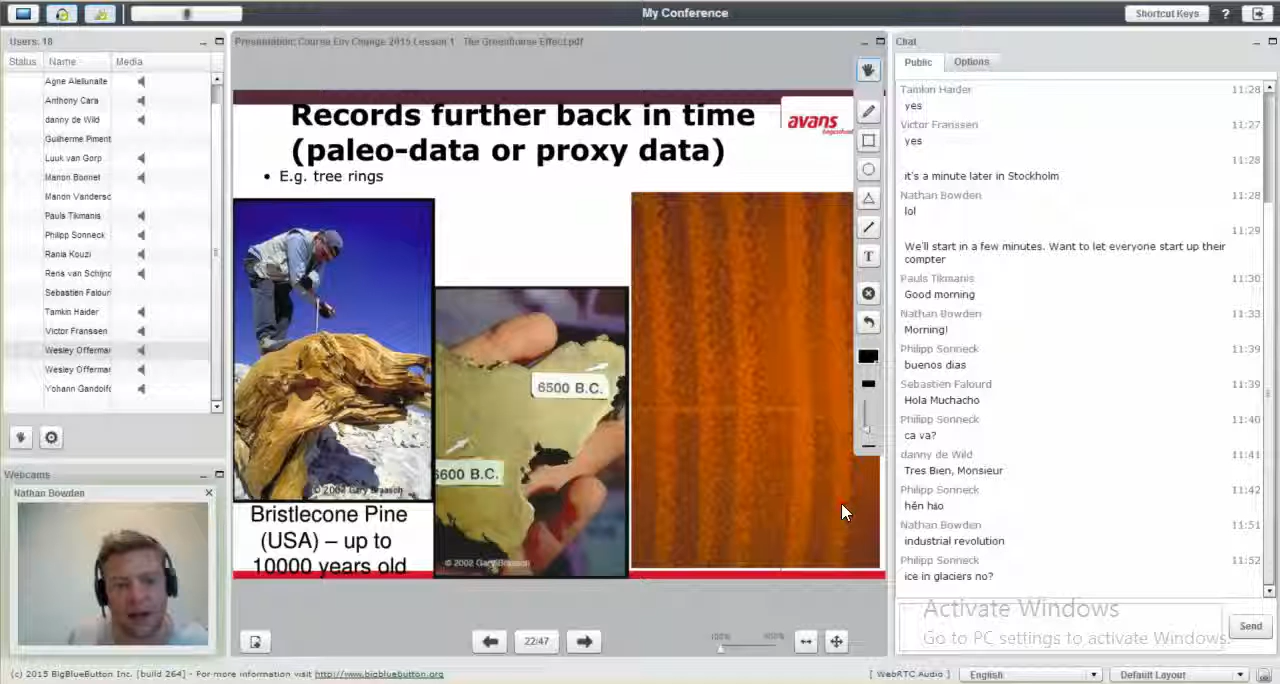 My Conference
Shortcut Keys
?
Users: 18
Status Name Media
Agne Aleliunaite
Anthony Cara
danny de Wild
Guilherme Piment
Luuk van Gorp
Manon Bonnet
Manon Vandersc
Pauls Tikmanis
Philipp Sonneck
Rania Kouzi
Rens van Schijnd
Sebastien Falour
Tamkin Haider
Victor Franssen
Wesley Offermar
Wesley Offermar
Yohann Gandolfo
Webcams
Nathan Bowden
Presentation: Course Env Change 2015 Lesson 1 The Greenhouse Effect.pdf
Records further back in time
(paleo-data or proxy data)
avans
hogeschool
• E.g. tree rings
6500 B.C.
6600 B.C.
© 2002 Gary Braasch
© 2002 Gary Braasch
Bristlecone Pine
(USA) – up to
10000 years old
T
22/47
100% 400%
Chat
Public Options
Tamkin Haider 11:28
yes
Victor Franssen 11:27
yes
11:28
it's a minute later in Stockholm
Nathan Bowden 11:28
lol
11:29
We'll start in a few minutes. Want to let everyone start up their
compter
Pauls Tikmanis 11:30
Good morning
Nathan Bowden 11:33
Morning!
Philipp Sonneck 11:39
buenos dias
Sebastien Falourd 11:39
Hola Muchacho
Philipp Sonneck 11:40
ca va?
danny de Wild 11:41
Tres Bien, Monsieur
Philipp Sonneck 11:42
hěn hǎo
Nathan Bowden 11:51
industrial revolution
Philipp Sonneck 11:52
ice in glaciers no?
Activate Windows
Go to PC settings to activate Windows.
Send
(c) 2015 BigBlueButton Inc. [build 264] - For more information visit http://www.bigbluebutton.org
[ WebRTC Audio ] English Default Layout